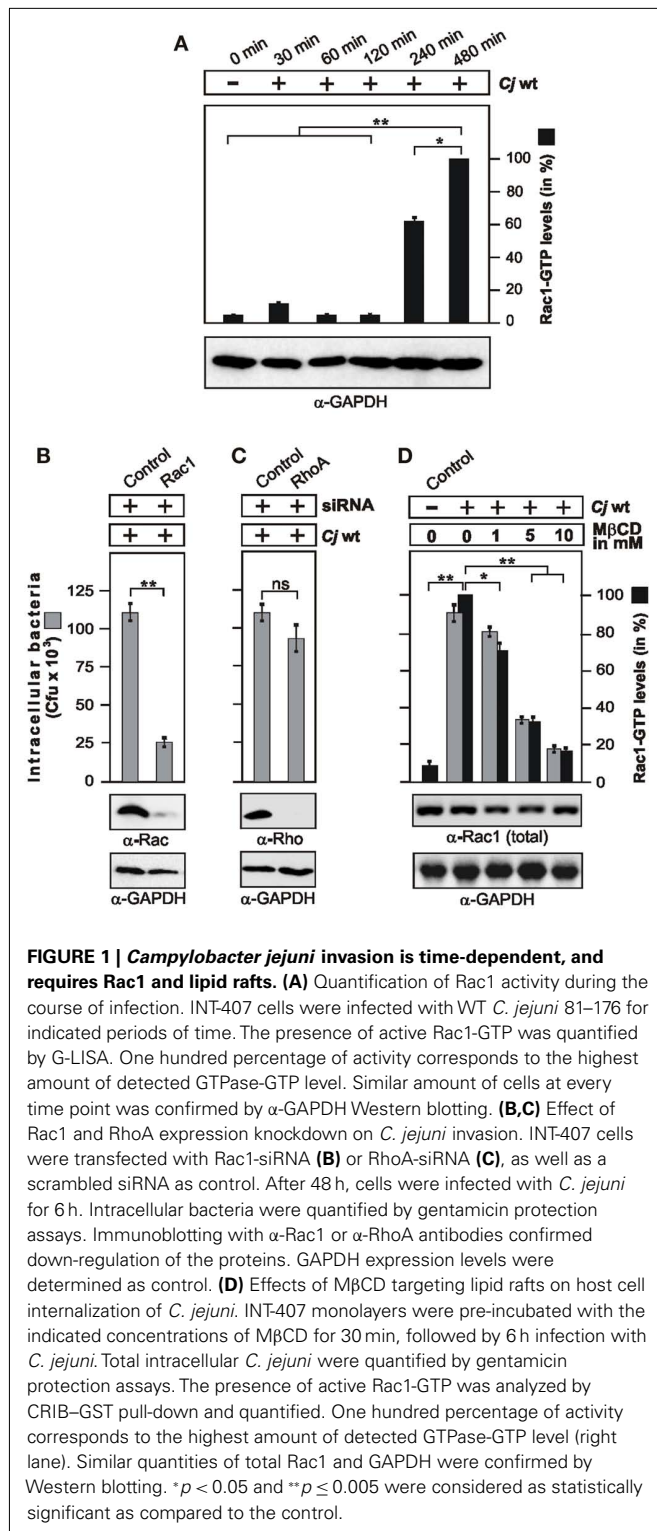 A
0 min 30 min 60 min 120 min 240 min 480 min
− + + + + + Cj wt
**
*
100
80
60
40
20
0
Rac1-GTP levels (in %)
α-GAPDH
B
Control Rac1
C
Control RhoA
D
Control
+ + + + siRNA
+ + + + Cj wt
− + + + + Cj wt
0 0 1 5 10 MβCD in mM
Intracellular bacteria
(Cfu x 10³)
125
100
75
50
25
0
**
ns
** * **
100
80
60
40
20
0
Rac1-GTP levels (in %)
α-Rac
α-GAPDH
α-Rho
α-GAPDH
α-Rac1 (total)
α-GAPDH
FIGURE 1 | Campylobacter jejuni invasion is time-dependent, and
requires Rac1 and lipid rafts. (A) Quantification of Rac1 activity during the
course of infection. INT-407 cells were infected with WT C. jejuni 81–176 for
indicated periods of time. The presence of active Rac1-GTP was quantified
by G-LISA. One hundred percentage of activity corresponds to the highest
amount of detected GTPase-GTP level. Similar amount of cells at every
time point was confirmed by α-GAPDH Western blotting. (B,C) Effect of
Rac1 and RhoA expression knockdown on C. jejuni invasion. INT-407 cells
were transfected with Rac1-siRNA (B) or RhoA-siRNA (C), as well as a
scrambled siRNA as control. After 48 h, cells were infected with C. jejuni
for 6 h. Intracellular bacteria were quantified by gentamicin protection
assays. Immunoblotting with α-Rac1 or α-RhoA antibodies confirmed
down-regulation of the proteins. GAPDH expression levels were
determined as control. (D) Effects of MβCD targeting lipid rafts on host cell
internalization of C. jejuni. INT-407 monolayers were pre-incubated with the
indicated concentrations of MβCD for 30 min, followed by 6 h infection with
C. jejuni. Total intracellular C. jejuni were quantified by gentamicin
protection assays. The presence of active Rac1-GTP was analyzed by
CRIB–GST pull-down and quantified. One hundred percentage of activity
corresponds to the highest amount of detected GTPase-GTP level (right
lane). Similar quantities of total Rac1 and GAPDH were confirmed by
Western blotting. *p < 0.05 and **p ≤ 0.005 were considered as statistically
significant as compared to the control.